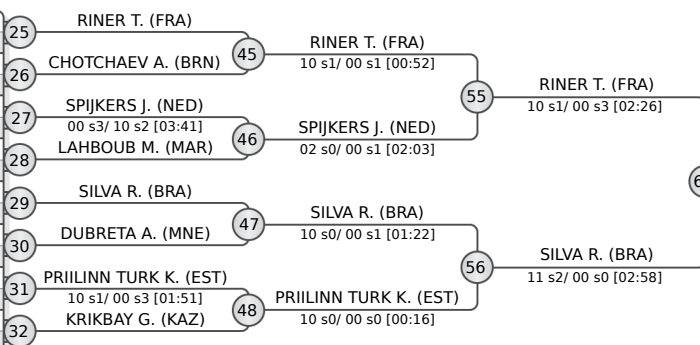 25
RINER T. (FRA)
26
CHOTCHAEV A. (BRN)
27
SPIJKERS J. (NED)
00 s3/ 10 s2 [03:41]
28
LAHBOUB M. (MAR)
29
SILVA R. (BRA)
30
DUBRETA A. (MNE)
31
PRIILINN TURK K. (EST)
10 s1/ 00 s3 [01:51]
32
KRIKBAY G. (KAZ)
45
RINER T. (FRA)
10 s1/ 00 s1 [00:52]
46
SPIJKERS J. (NED)
02 s0/ 00 s1 [02:03]
47
SILVA R. (BRA)
10 s0/ 00 s1 [01:22]
48
PRIILINN TURK K. (EST)
10 s0/ 00 s0 [00:16]
55
RINER T. (FRA)
10 s1/ 00 s3 [02:26]
56
SILVA R. (BRA)
11 s2/ 00 s0 [02:58]